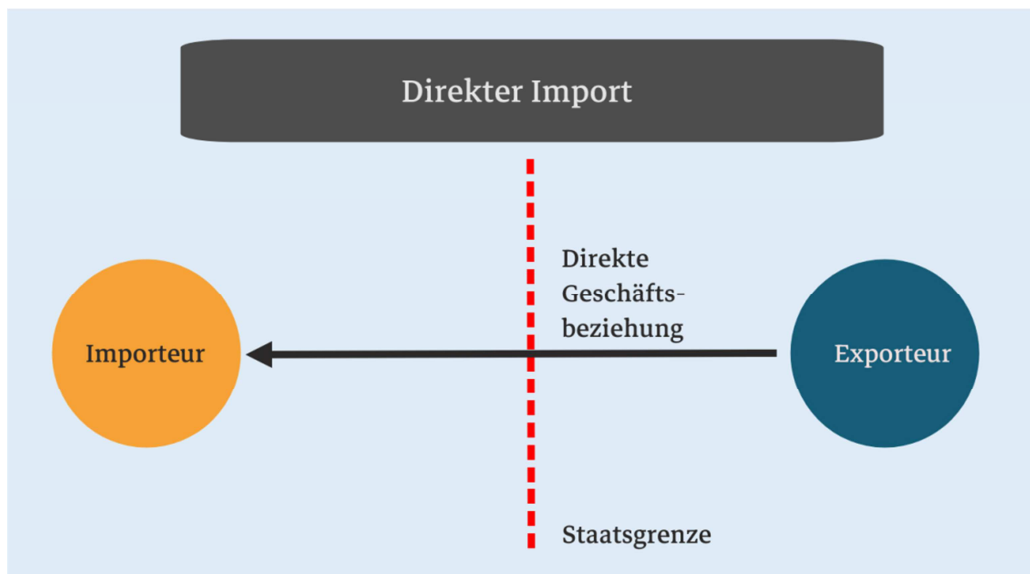 Direkter Import
Direkte
Geschäfts-
beziehung
Importeur
Exporteur
Staatsgrenze